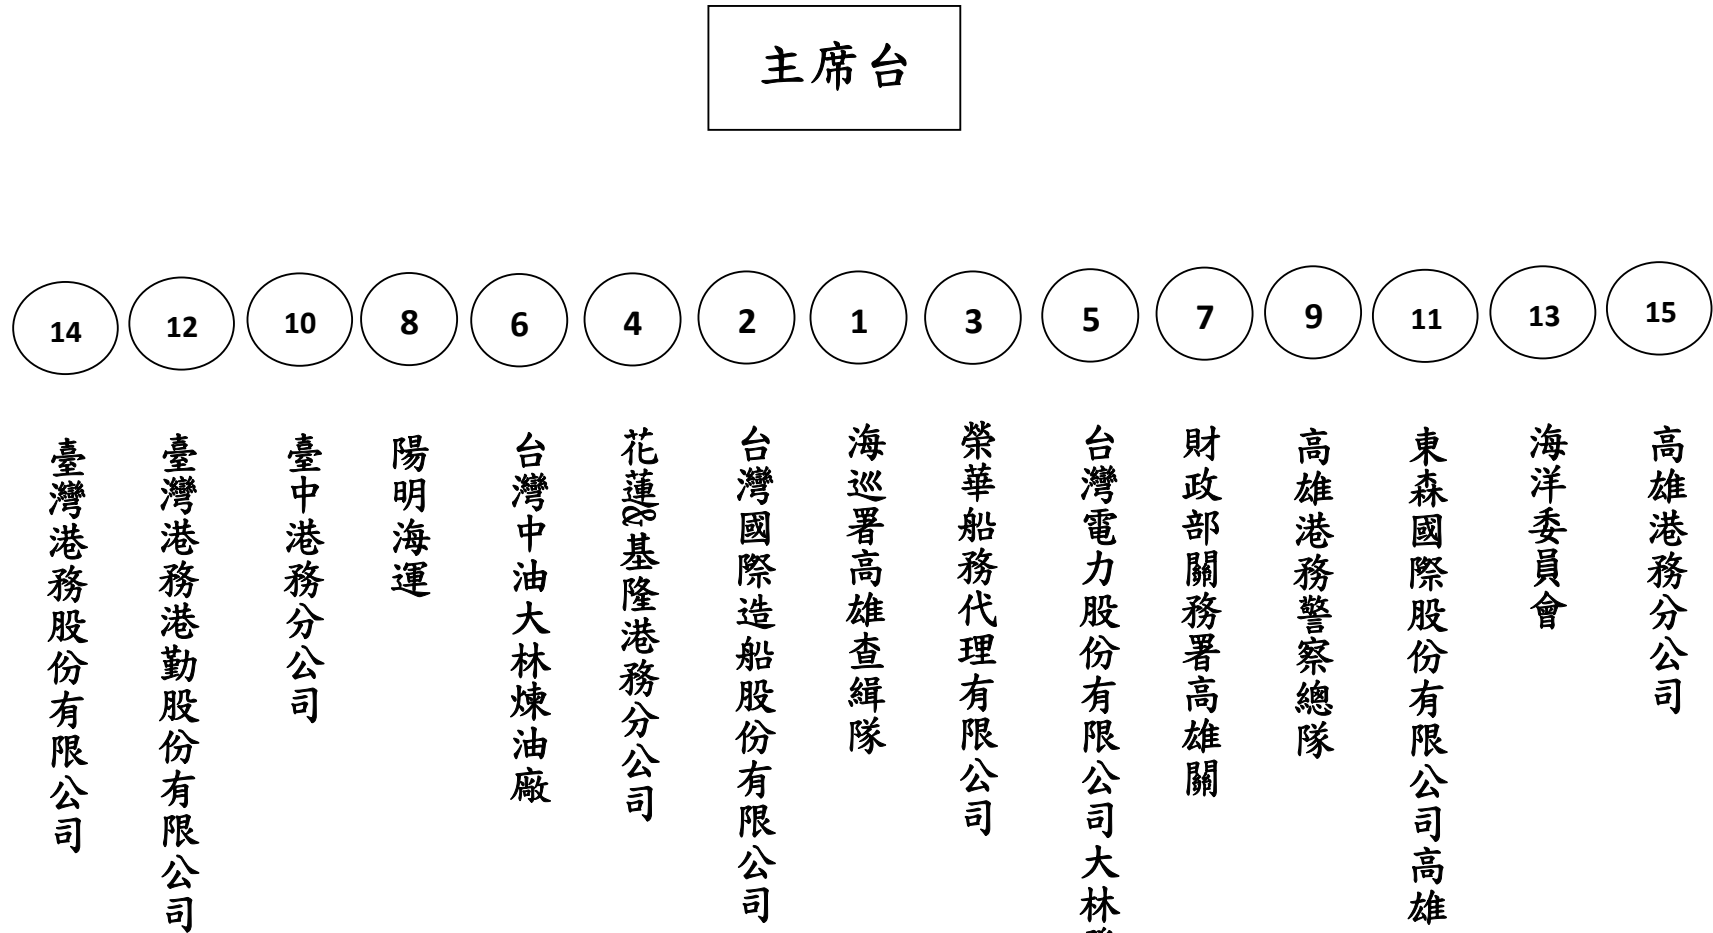 主席台
14
12
10
8
6
4
2
1
3
5
7
9
11
13
15
臺灣港務股份有限公司
臺灣港務港勤股份有限公司
臺中港務分公司
陽明海運
台灣中油大林煉油廠
花蓮&基隆港務分公司
台灣國際造船股份有限公司
海巡署高雄查緝隊
榮華船務代理有限公司
台灣電力股份有限公司大林
財政部關務署高雄關
高雄港務警察總隊
東森國際股份有限公司高雄
海洋委員會
高雄港務分公司